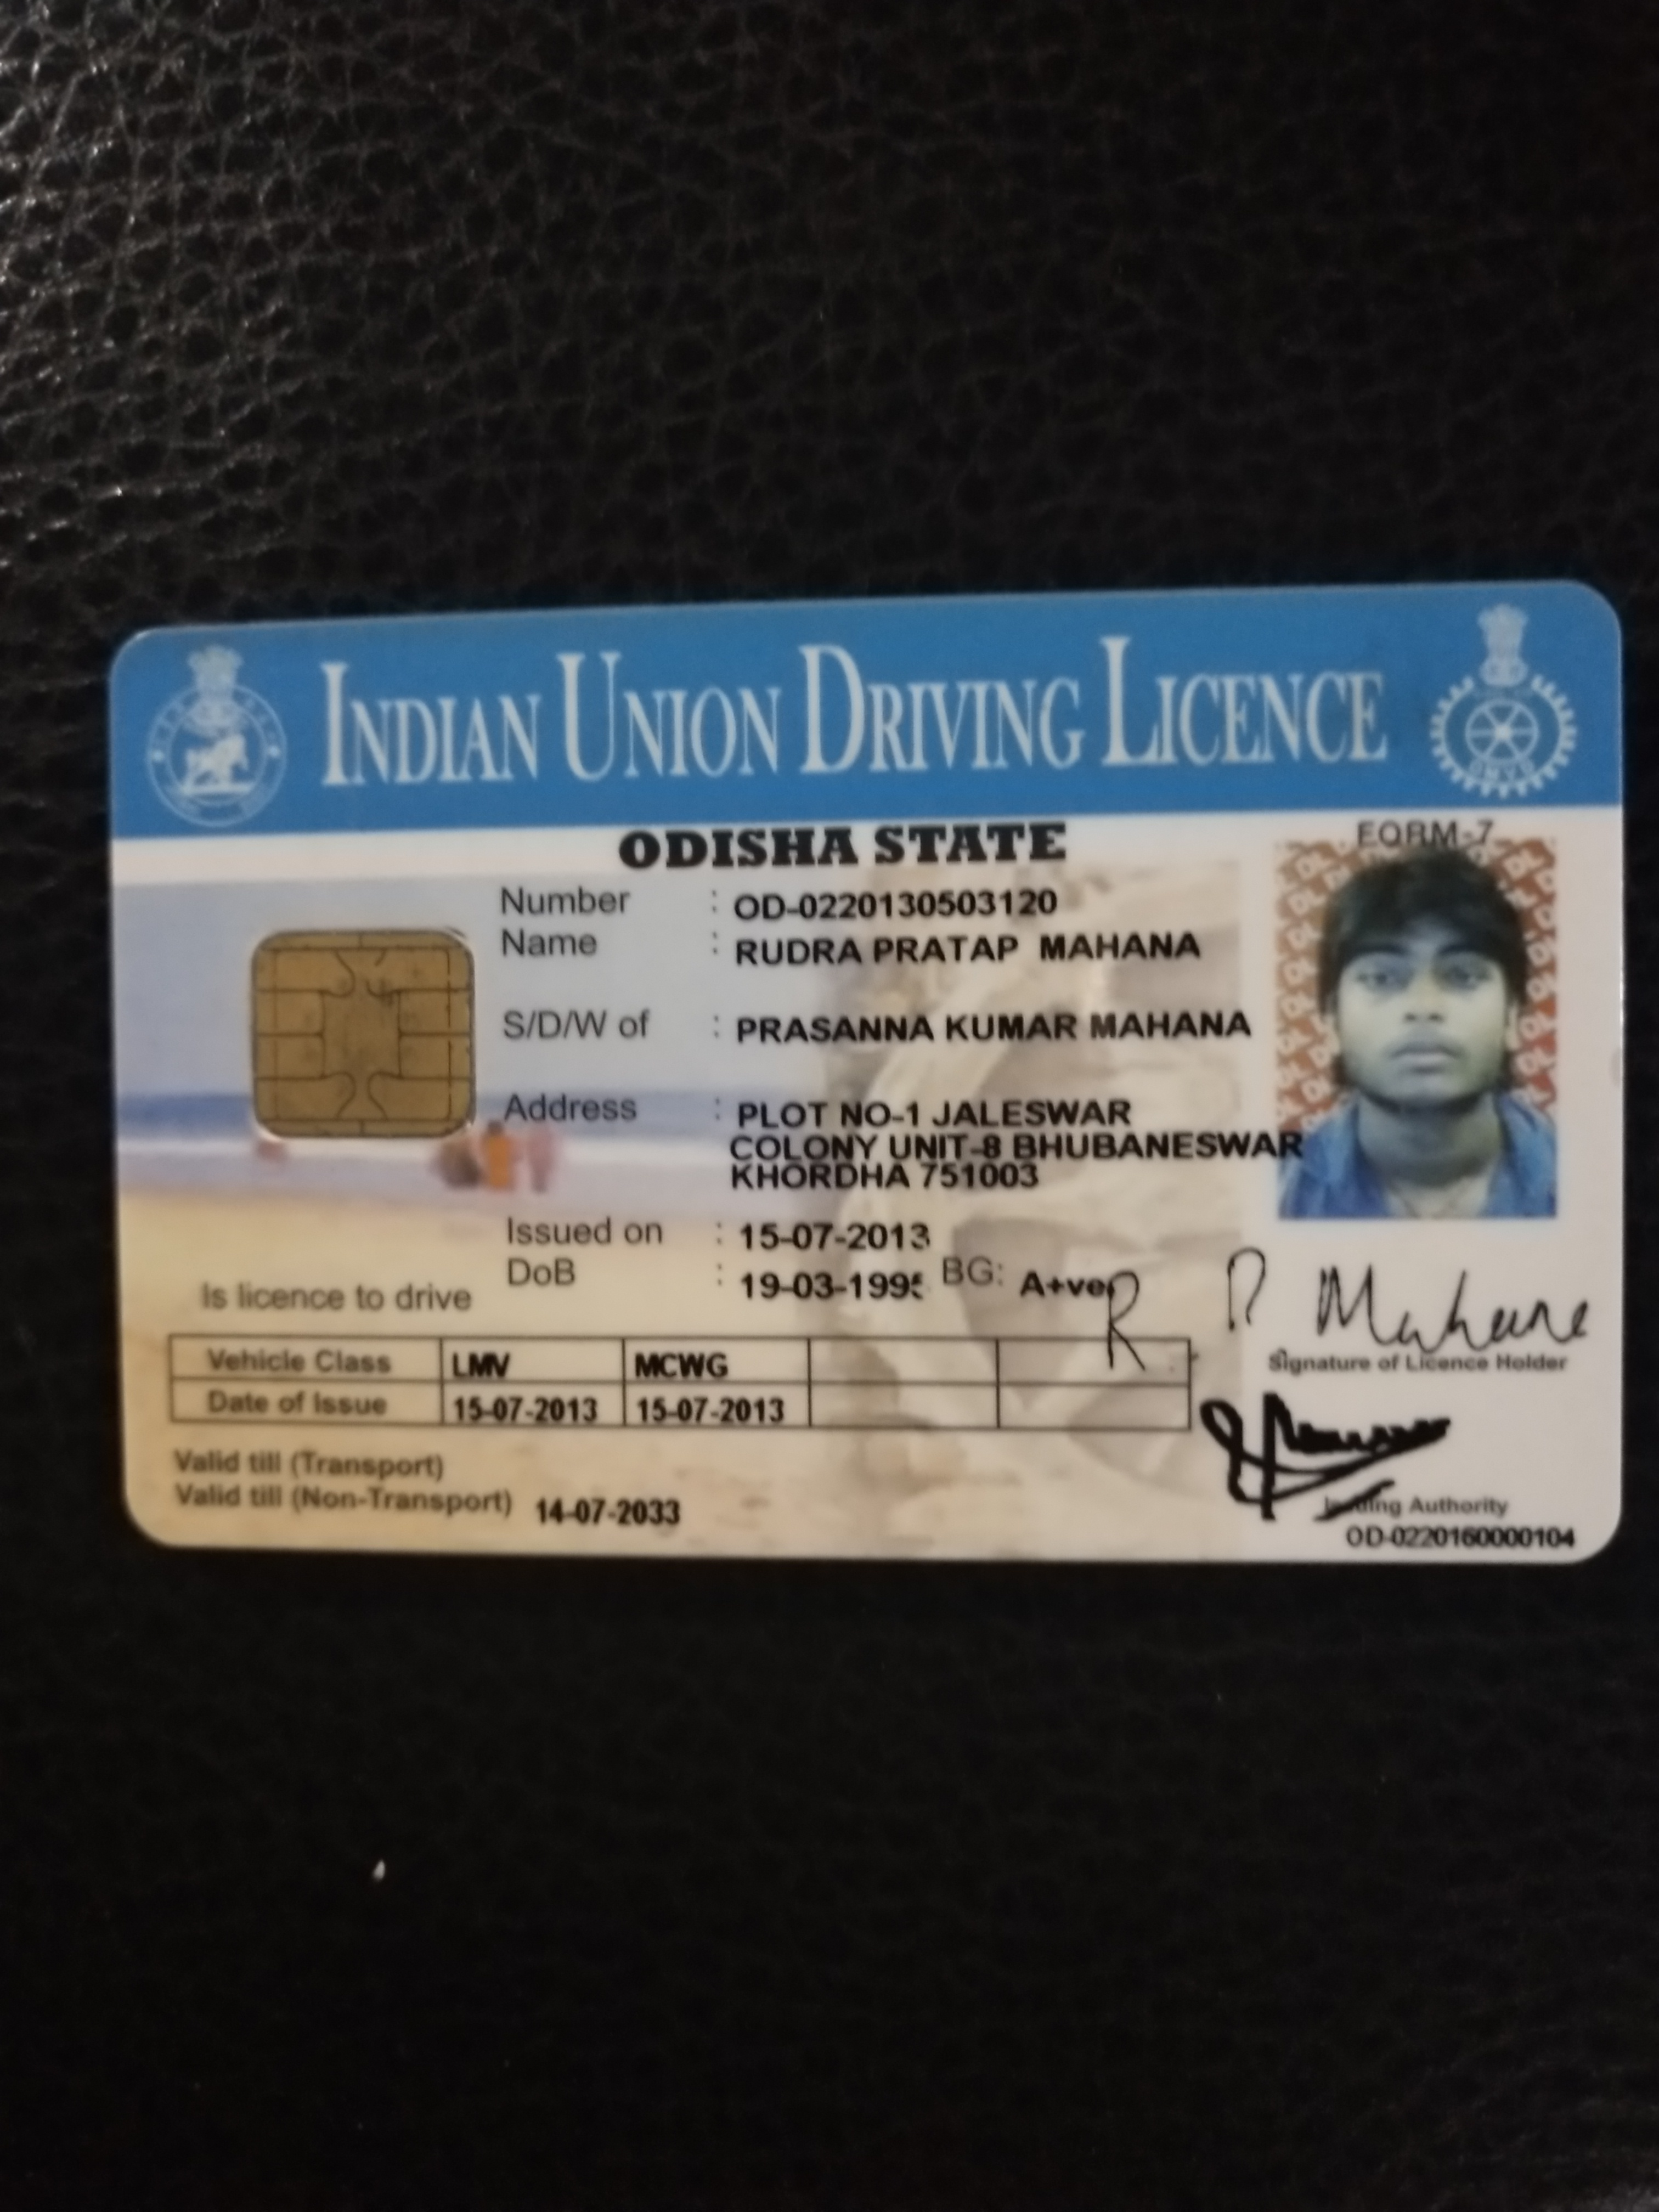 INDIAN UNION DRIVING LICENCE
ODISHA STATE
FORM-7
Number : OD-0220130503120
Name : RUDRA PRATAP MAHANA
S/D/W of : PRASANNA KUMAR MAHANA
Address : PLOT NO-1 JALESWAR
COLONY UNIT-8 BHUBANESWAR
KHORDHA 751003
Issued on : 15-07-2013
DoB : 19-03-199 BG: A+ve
R P Mahana
Is licence to drive
Signature of Licence Holder
Vehicle Class LMV MCWG
Date of Issue 15-07-2013 15-07-2013
Valid till (Transport)
Valid till (Non-Transport) 14-07-2033
Issuing Authority
OD-0220160000104